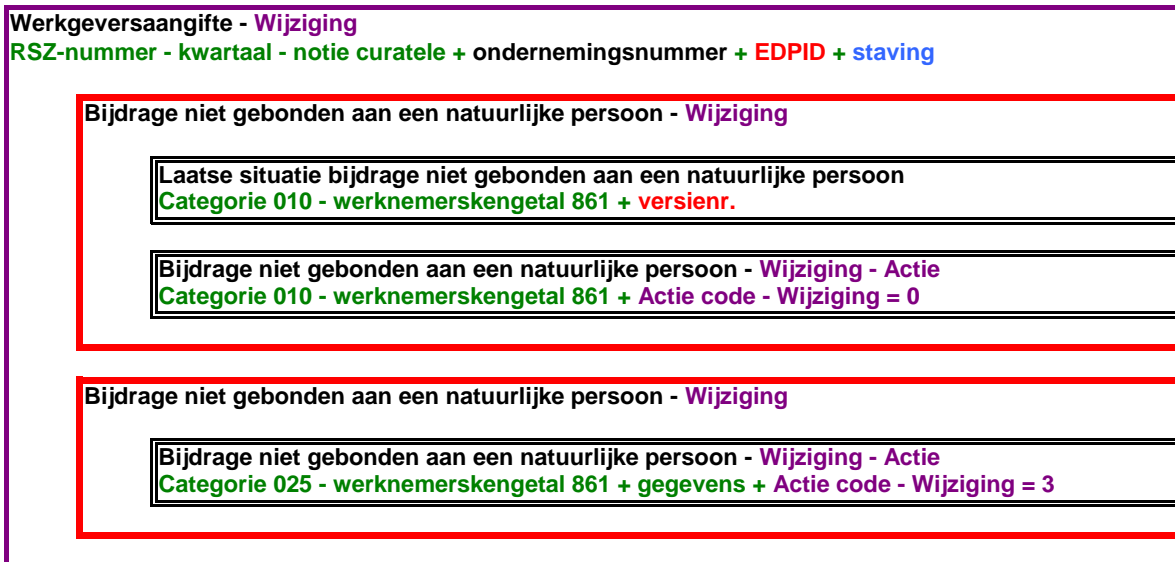 Werkgeversaangifte - Wijziging
RSZ-nummer - kwartaal - notie curatele + ondernemingsnummer + EDPID + staving
Bijdrage niet gebonden aan een natuurlijke persoon - Wijziging
Laatse situatie bijdrage niet gebonden aan een natuurlijke persoon
Categorie 010 - werknemerskengetal 861 + versienr.
Bijdrage niet gebonden aan een natuurlijke persoon - Wijziging - Actie
Categorie 010 - werknemerskengetal 861 + Actie code - Wijziging = 0
Bijdrage niet gebonden aan een natuurlijke persoon - Wijziging
Bijdrage niet gebonden aan een natuurlijke persoon - Wijziging - Actie
Categorie 025 - werknemerskengetal 861 + gegevens + Actie code - Wijziging = 3